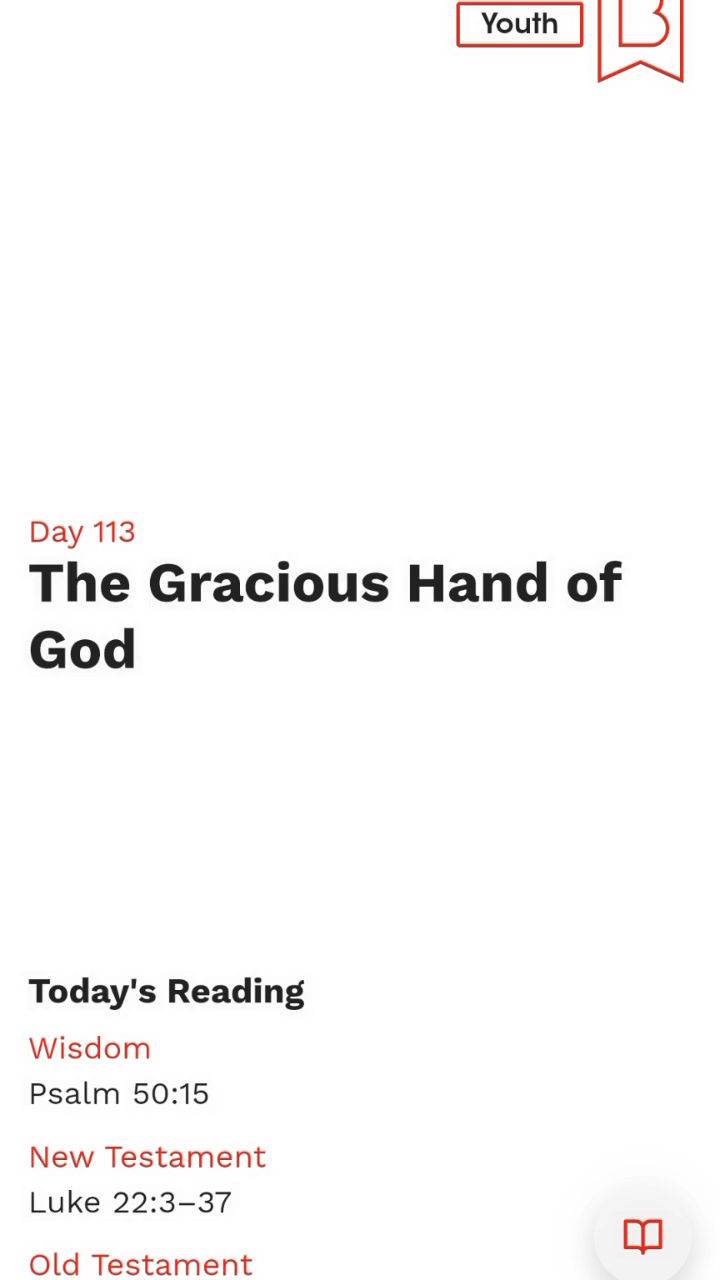 Youth
B
Day 113
The Gracious Hand of
God
Today's Reading
Wisdom
Psalm 50:15
New Testament
Luke 22:3–37
Old Testament